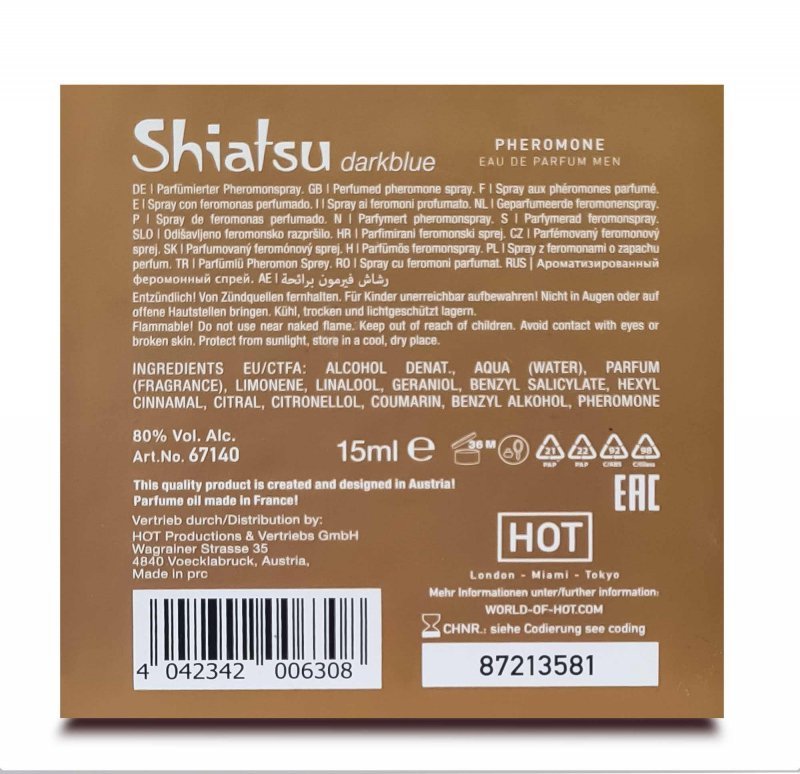 Shiatsu darkblue
PHEROMONE
EAU DE PARFUM MEN
DE | Parfümierter Pheromonspray. GB | Perfumed pheromone spray. F | Spray aux phéromones parfumé.
E | Spray con feromonas perfumado. I | Spray ai feromoni profumato. NL | Geparfumeerde feromonenspray.
P | Spray de feromonas perfumado. N | Parfymert pheromonspray. S | Parfymerad feromonspray.
SLO | Odišavljeno feromonsko razpršilo. HR | Parfimirani feromonski sprej. CZ | Parfémovaný feromonový
sprej. SK | Parfumovaný feromónový sprej. H | Parfümös feromonspray. PL | Spray z feromonami o zapachu
perfum. TR | Parfümlü Pheromon Sprey. RO | Spray cu feromoni parfumat. RUS | Ароматизированный
феромонный спрей. AE | رشاش فيرمون برائحة
Entzündlich! Von Zündquellen fernhalten. Für Kinder unerreichbar aufbewahren! Nicht in Augen oder auf
offene Hautstellen bringen. Kühl, trocken und lichtgeschützt lagern.
Flammable! Do not use near naked flame. Keep out of reach of children. Avoid contact with eyes or
broken skin. Protect from sunlight, store in a cool, dry place.
INGREDIENTS EU/CTFA: ALCOHOL DENAT., AQUA (WATER), PARFUM
(FRAGRANCE), LIMONENE, LINALOOL, GERANIOL, BENZYL SALICYLATE, HEXYL
CINNAMAL, CITRAL, CITRONELLOL, COUMARIN, BENZYL ALKOHOL, PHEROMONE
80% Vol. Alc.
Art.No. 67140
15ml e 36 M 21 PAP 22 PAP 92 C/ABS 98
This quality product is created and designed in Austria!
Parfume oil made in France!
EAC
Vertrieb durch/Distribution by:
HOT Productions & Vertriebs GmbH
Wagrainer Strasse 35
4840 Voecklabruck, Austria,
Made in prc
HOT
London - Miami - Tokyo
Mehr Informationen unter/further information:
WORLD-OF-HOT.COM
CHNR.: siehe Codierung see coding
87213581
4 042342 006308